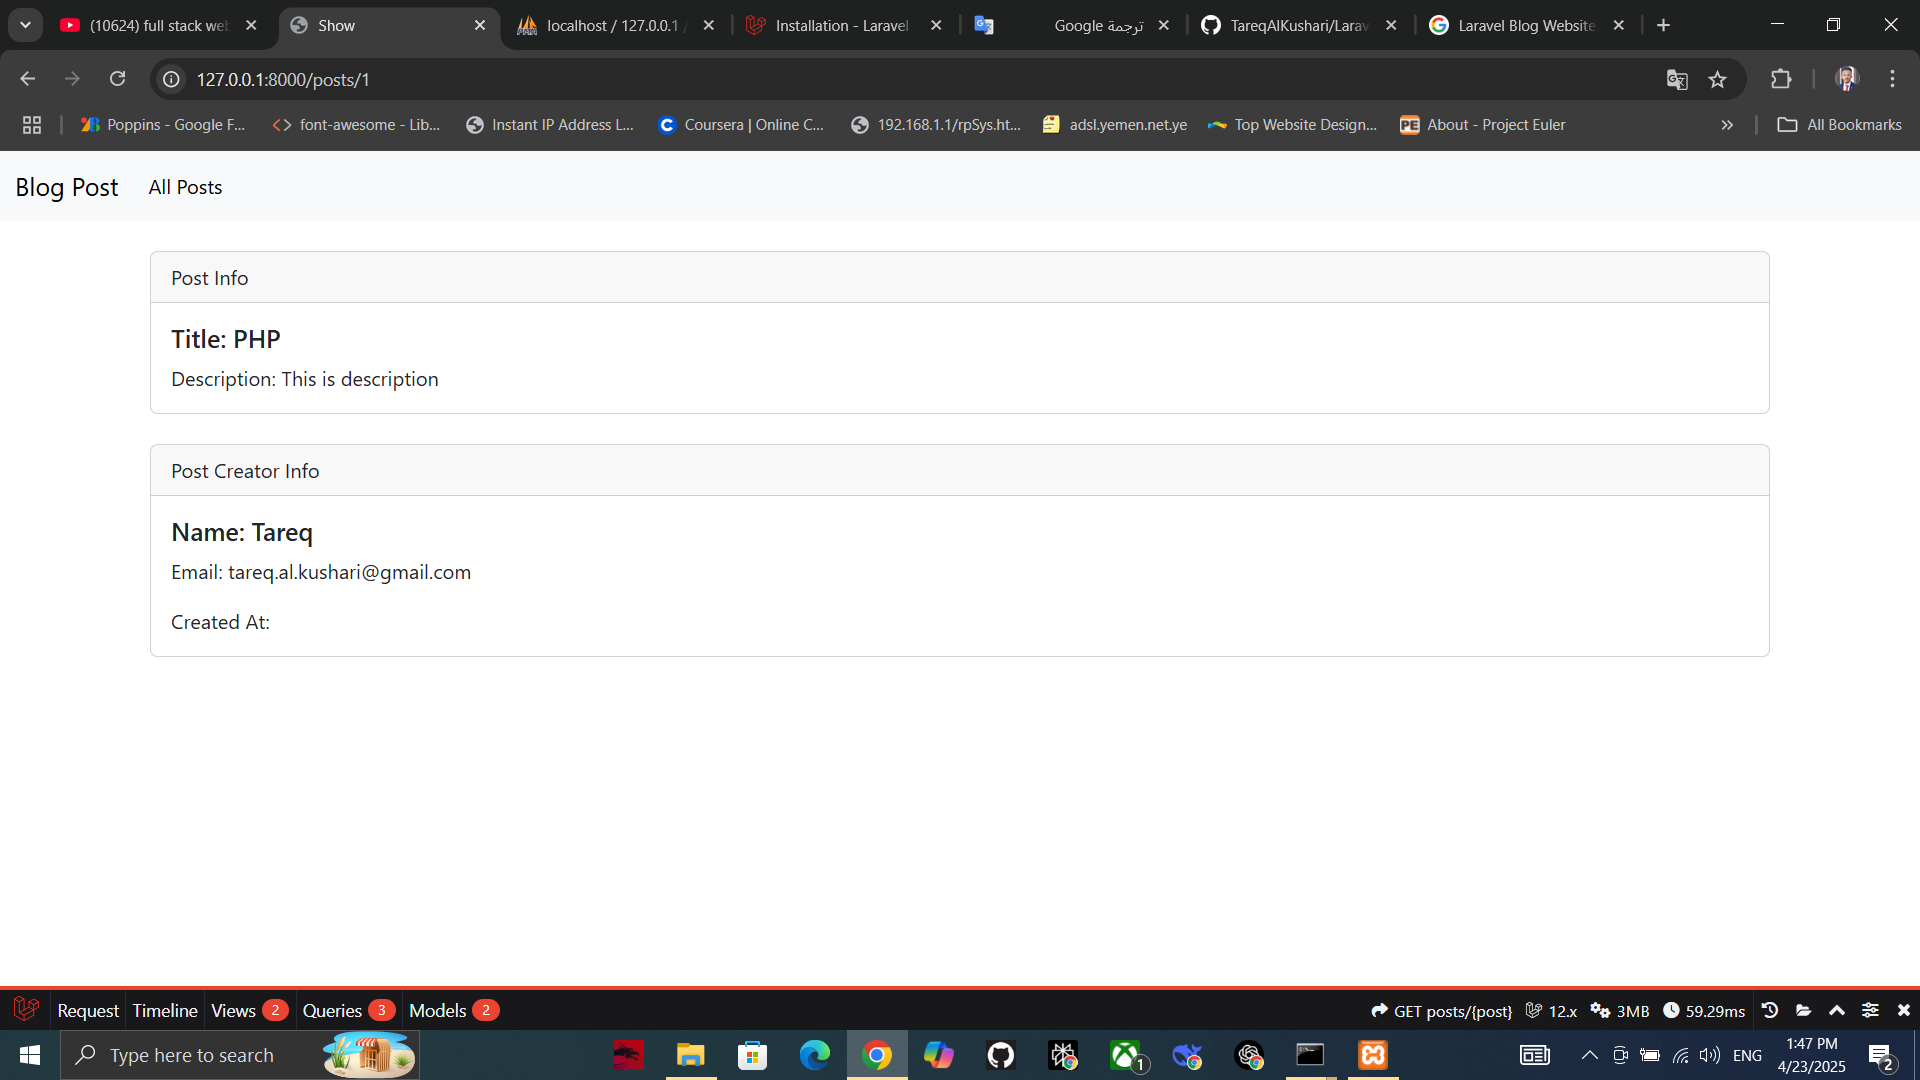 (10624) full stack web
Show
localhost / 127.0.0.1 /
Installation - Laravel
ترجمة Google
TareqAlKushari/Larav
Laravel Blog Website
127.0.0.1:8000/posts/1
Poppins - Google F...
font-awesome - Lib...
Instant IP Address L...
Coursera | Online C...
192.168.1.1/rpSys.ht...
adsl.yemen.net.ye
Top Website Design...
PE About - Project Euler
All Bookmarks
Blog Post
All Posts
Post Info
Title: PHP
Description: This is description
Post Creator Info
Name: Tareq
Email: tareq.al.kushari@gmail.com
Created At:
Request
Timeline
Views 2
Queries 3
Models 2
GET posts/{post}
12.x
3MB
59.29ms
Type here to search
1
ENG
1:47 PM
4/23/2025
2